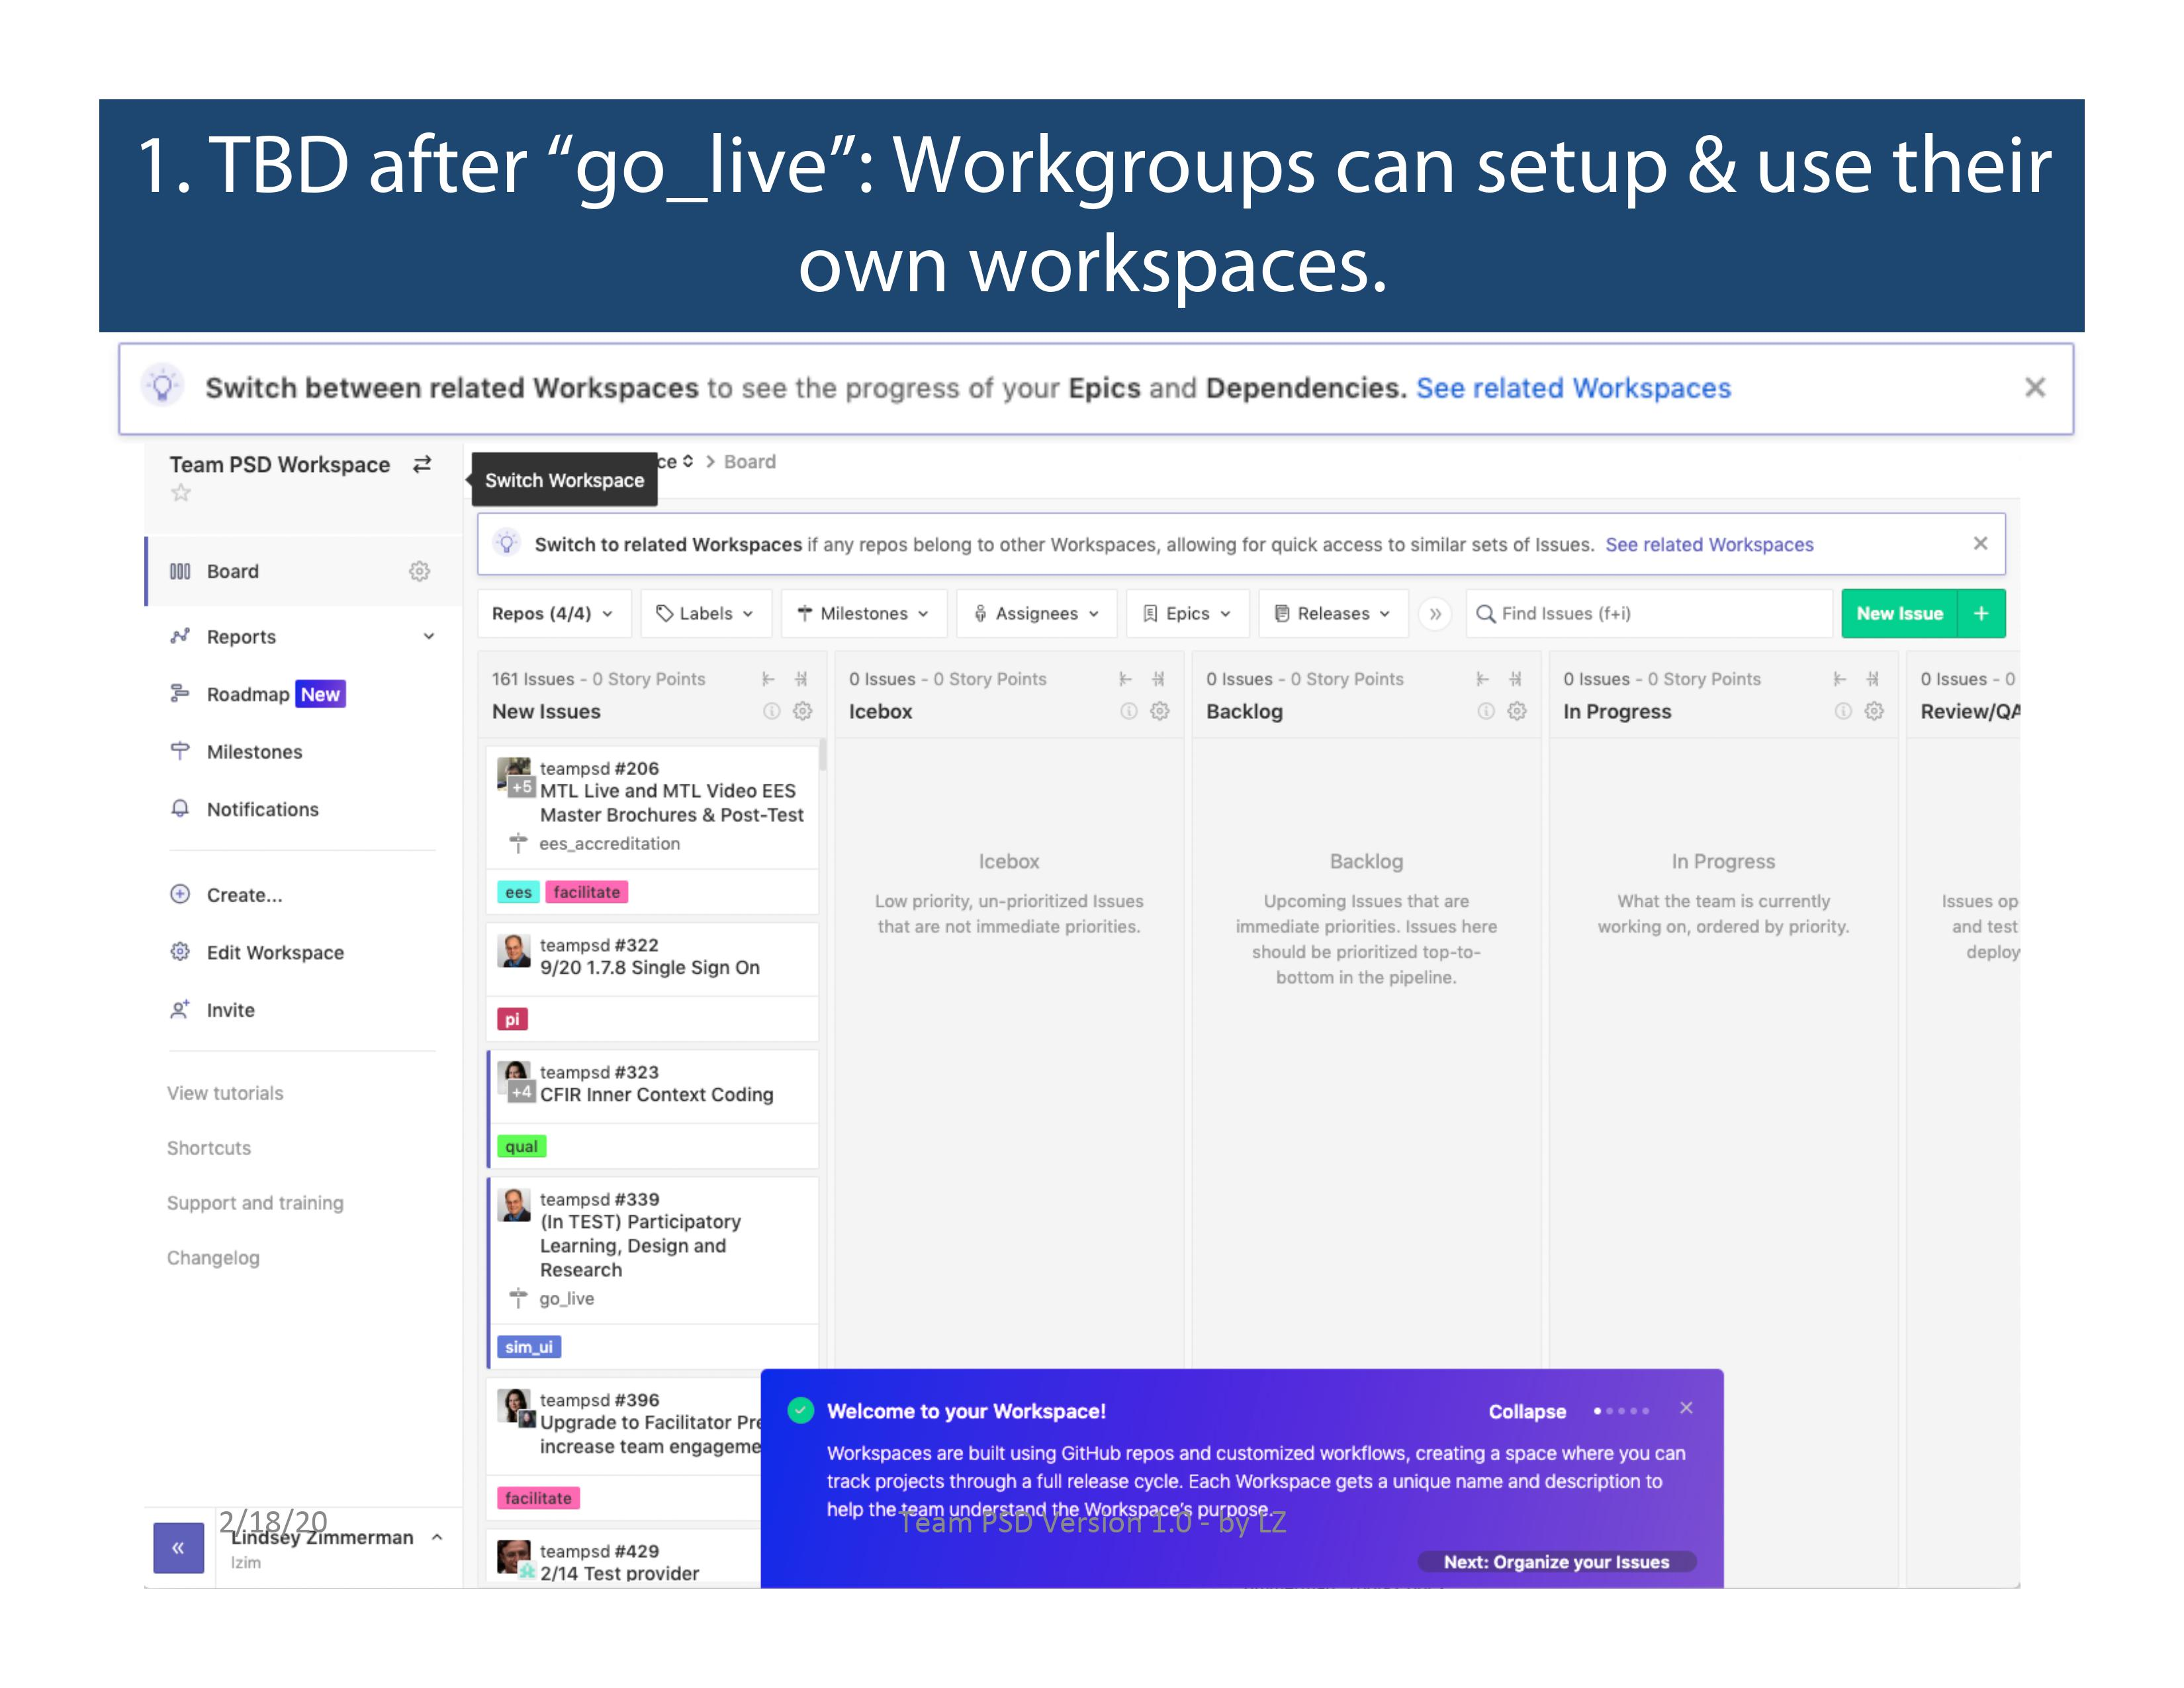 1. TBD after “go_live”: Workgroups can setup & use their
own workspaces.
Switch between related Workspaces to see the progress of your Epics and Dependencies. See related Workspaces
Team PSD Workspace
Switch Workspace
ce > Board
Switch to related Workspaces if any repos belong to other Workspaces, allowing for quick access to similar sets of Issues. See related Workspaces
Board
Reports
Roadmap New
Milestones
Notifications
Create...
Edit Workspace
Invite
View tutorials
Shortcuts
Support and training
Changelog
Repos (4/4) Labels Milestones Assignees Epics Releases » Find Issues (f+i) New Issue +
161 Issues - 0 Story Points
New Issues
teampsd #206
+5
MTL Live and MTL Video EES
Master Brochures & Post-Test
ees_accreditation
ees facilitate
teampsd #322
9/20 1.7.8 Single Sign On
pi
teampsd #323
+4
CFIR Inner Context Coding
qual
teampsd #339
(In TEST) Participatory
Learning, Design and
Research
go_live
sim_ui
teampsd #396
Upgrade to Facilitator Pre
increase team engageme
facilitate
teampsd #429
2/14 Test provider
0 Issues - 0 Story Points
Icebox
Icebox
Low priority, un-prioritized Issues
that are not immediate priorities.
0 Issues - 0 Story Points
Backlog
Backlog
Upcoming Issues that are
immediate priorities. Issues here
should be prioritized top-to-
bottom in the pipeline.
0 Issues - 0 Story Points
In Progress
In Progress
What the team is currently
working on, ordered by priority.
0 Issues - 0
Review/QA
Issues op
and test
deploy
Welcome to your Workspace!
Collapse
Workspaces are built using GitHub repos and customized workflows, creating a space where you can
track projects through a full release cycle. Each Workspace gets a unique name and description to
help the team understand the Workspace’s purpose.
Next: Organize your Issues
2/18/20
Team PSD Version 1.0 - by LZ
«
Lindsey Zimmerman
lzim